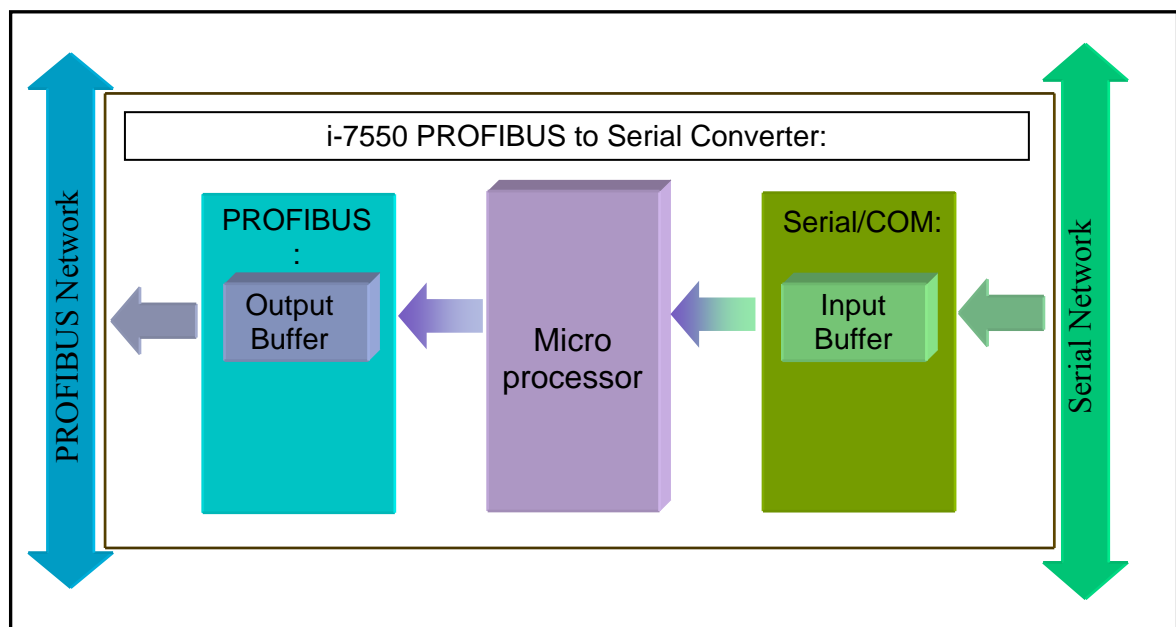 i-7550 PROFIBUS to Serial Converter:
PROFIBUS Network
PROFIBUS
:
Output
Buffer
Micro
processor
Serial/COM:
Input
Buffer
Serial Network